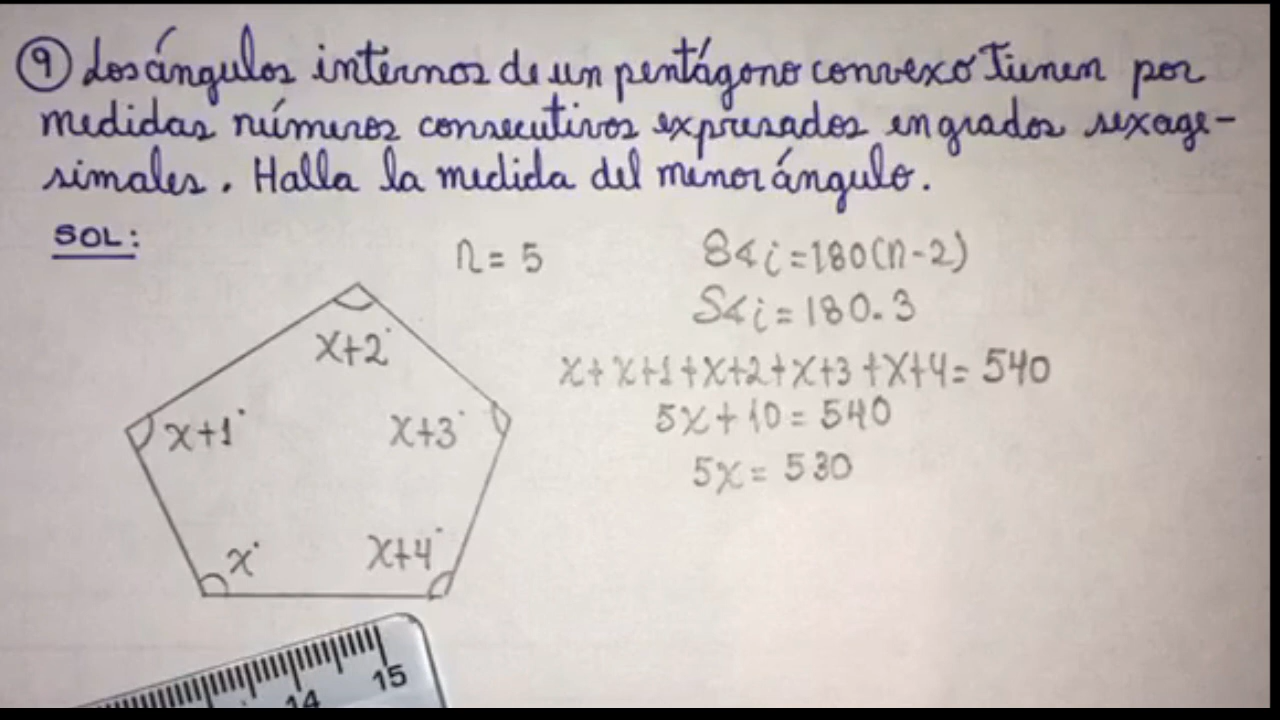 9 Los ángulos internos de un pentágono convexo tienen por
medidas números consecutivos expresados en grados sexage-
simales. Halla la medida del menor ángulo.
SOL:
n = 5
S∢i = 180(n-2)
S∢i = 180.3
x+x+1+x+2+x+3+x+4 = 540
5x+10 = 540
5x = 530
x+2°
x+1°
x+3°
x°
x+4°
14
15